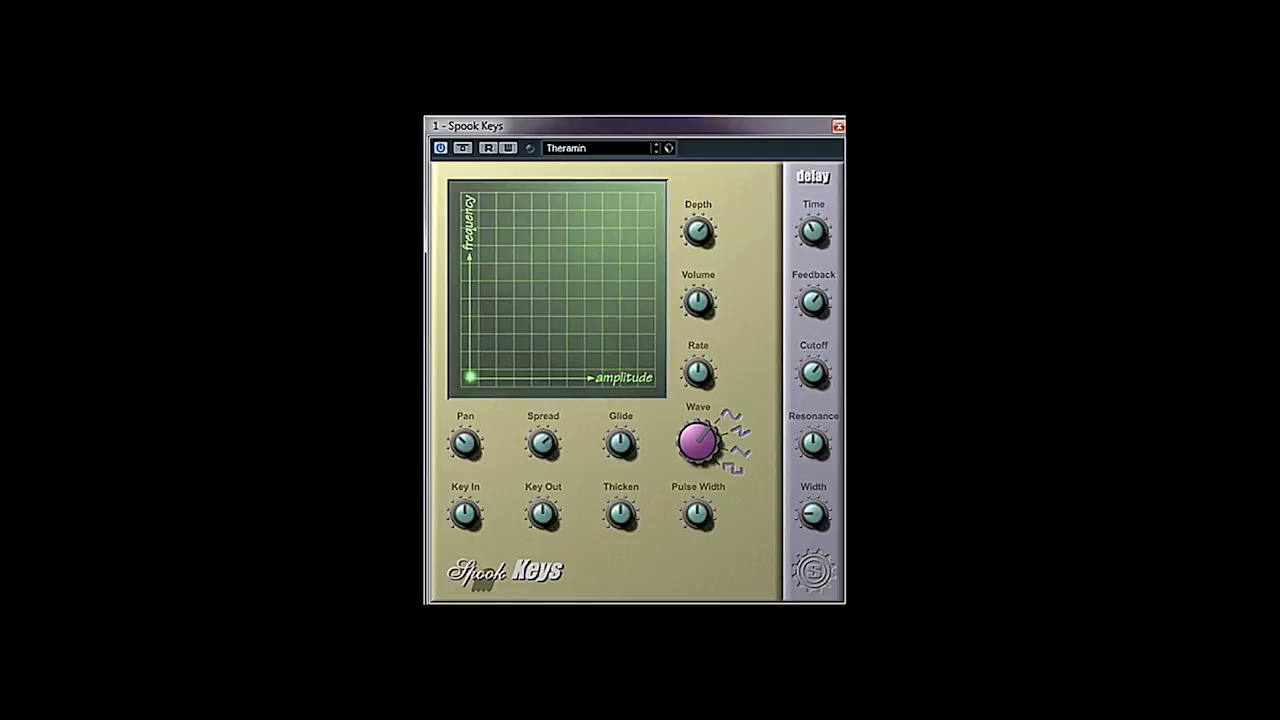 1 - Spook Keys
R W Theramin
delay
frequency
Depth Time
Volume Feedback
Rate Cutoff
amplitude
Wave
Pan Spread Glide Resonance
Key In Key Out Thicken Pulse Width Width
Spook Keys
S